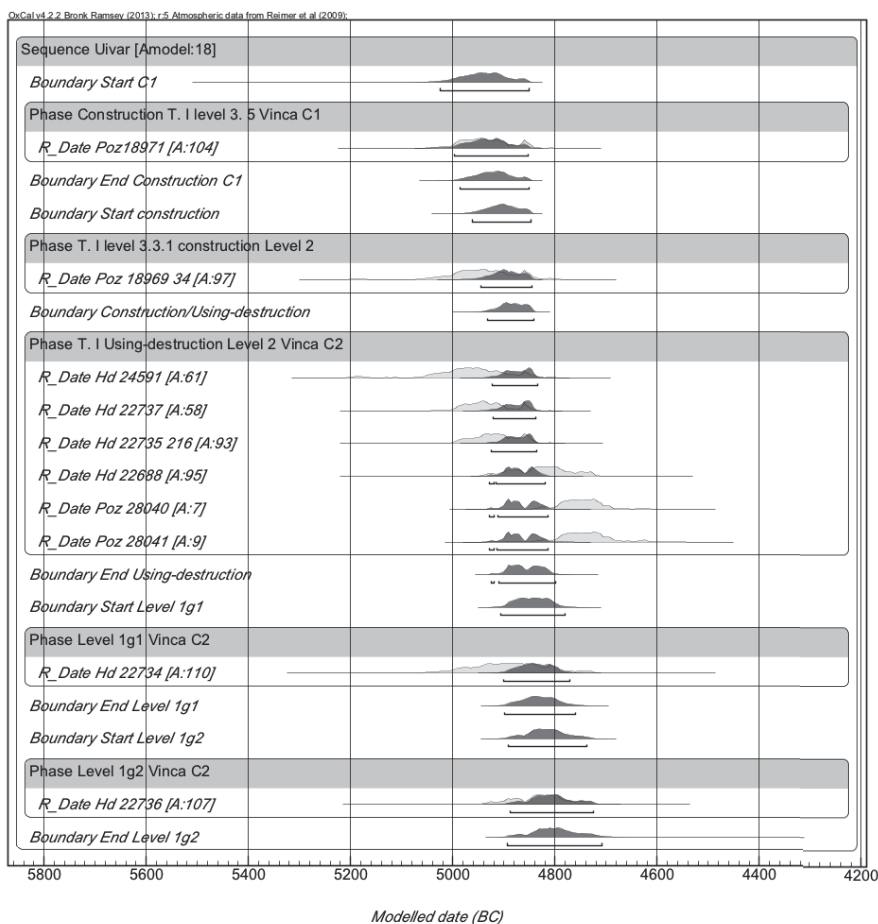 OxCal v4.2.2 Bronk Ramsey (2013); r:5 Atmospheric data from Reimer et al (2009);
Sequence Uivar [Amodel:18]
Boundary Start C1
Phase Construction T. I level 3. 5 Vinca C1
R_Date Poz18971 [A:104]
Boundary End Construction C1
Boundary Start construction
Phase T. I level 3.3.1 construction Level 2
R_Date Poz 18969 34 [A:97]
Boundary Construction/Using-destruction
Phase T. I Using-destruction Level 2 Vinca C2
R_Date Hd 24591 [A:61]
R_Date Hd 22737 [A:58]
R_Date Hd 22735 216 [A:93]
R_Date Hd 22688 [A:95]
R_Date Poz 28040 [A:7]
R_Date Poz 28041 [A:9]
Boundary End Using-destruction
Boundary Start Level 1g1
Phase Level 1g1 Vinca C2
R_Date Hd 22734 [A:110]
Boundary End Level 1g1
Boundary Start Level 1g2
Phase Level 1g2 Vinca C2
R_Date Hd 22736 [A:107]
Boundary End Level 1g2
5800 5600 5400 5200 5000 4800 4600 4400 4200
Modelled date (BC)